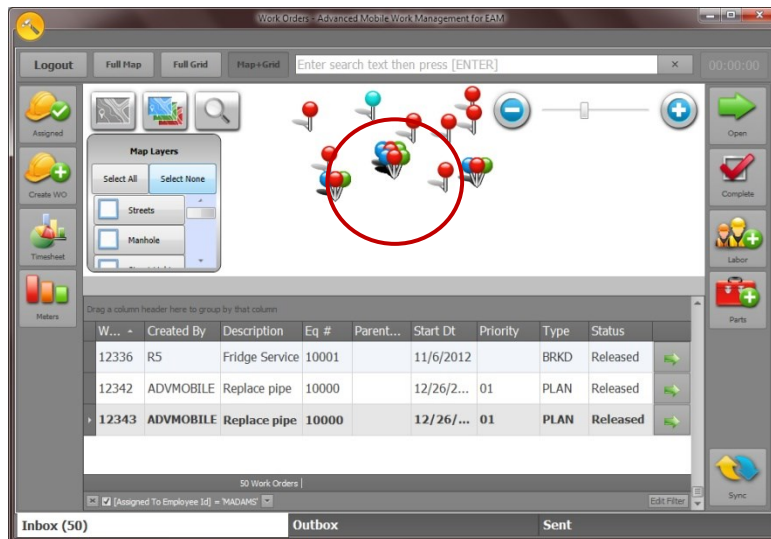 Work Orders - Advanced Mobile Work Management for EAM
Logout
Full Map
Full Grid
Map+Grid
Enter search text then press [ENTER]
00:00:00
Assigned
Create WO
Timesheet
Meters
Map Layers
Select All
Select None
Streets
Manhole
Open
Complete
Labor
Parts
Sync
Drag a column header here to group by that column
W... Created By Description Eq # Parent... Start Dt Priority Type Status
12336 R5 Fridge Service 10001 11/6/2012 BRKD Released
12342 ADVMOBILE Replace pipe 10000 12/26/2... 01 PLAN Released
12343 ADVMOBILE Replace pipe 10000 12/26/... 01 PLAN Released
50 Work Orders
[Assigned To Employee Id] = 'MADAMS'
Edit Filter
Inbox (50)
Outbox
Sent